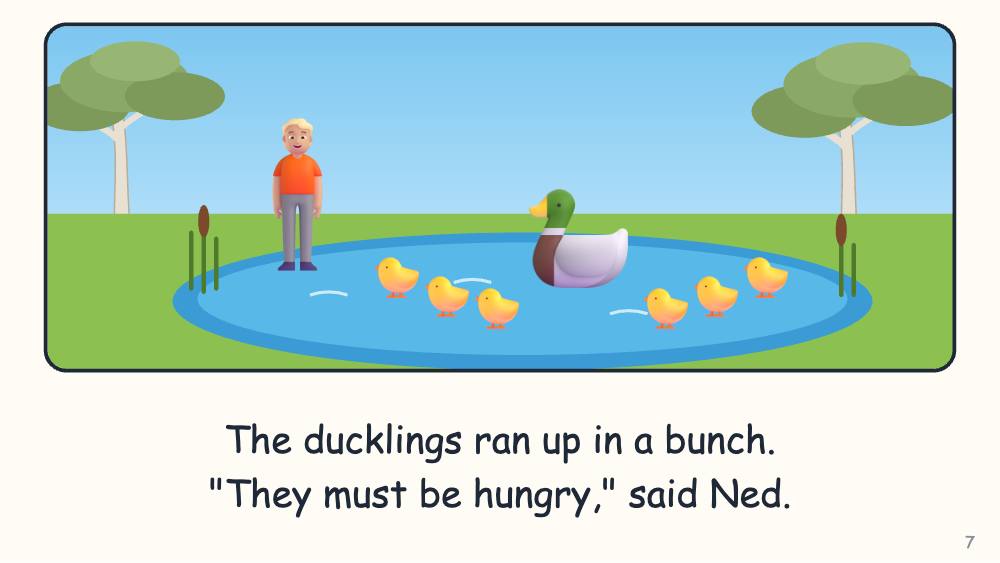 The ducklings ran up in a bunch.
"They must be hungry," said Ned.
7